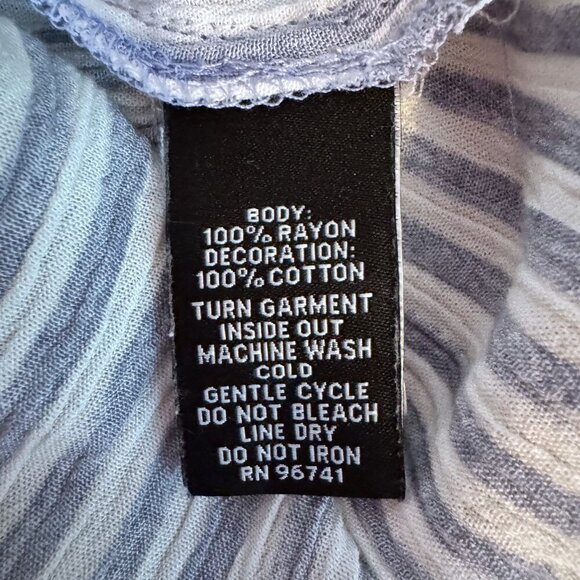 BODY:
100% RAYON
DECORATION:
100% COTTON
TURN GARMENT
INSIDE OUT
MACHINE WASH
COLD
GENTLE CYCLE
DO NOT BLEACH
LINE DRY
DO NOT IRON
RN 96741